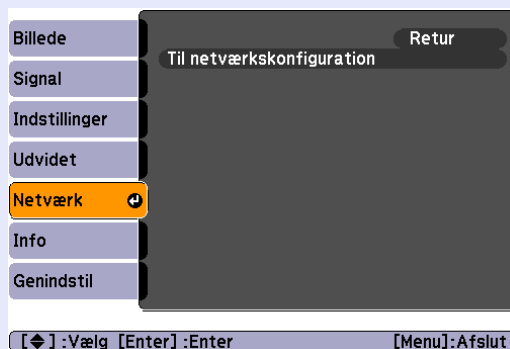 Billede
Signal
Indstillinger
Udvidet
Netværk
Info
Genindstil
Retur
Til netværkskonfiguration
[◆] :Vælg [Enter] :Enter [Menu]:Afslut